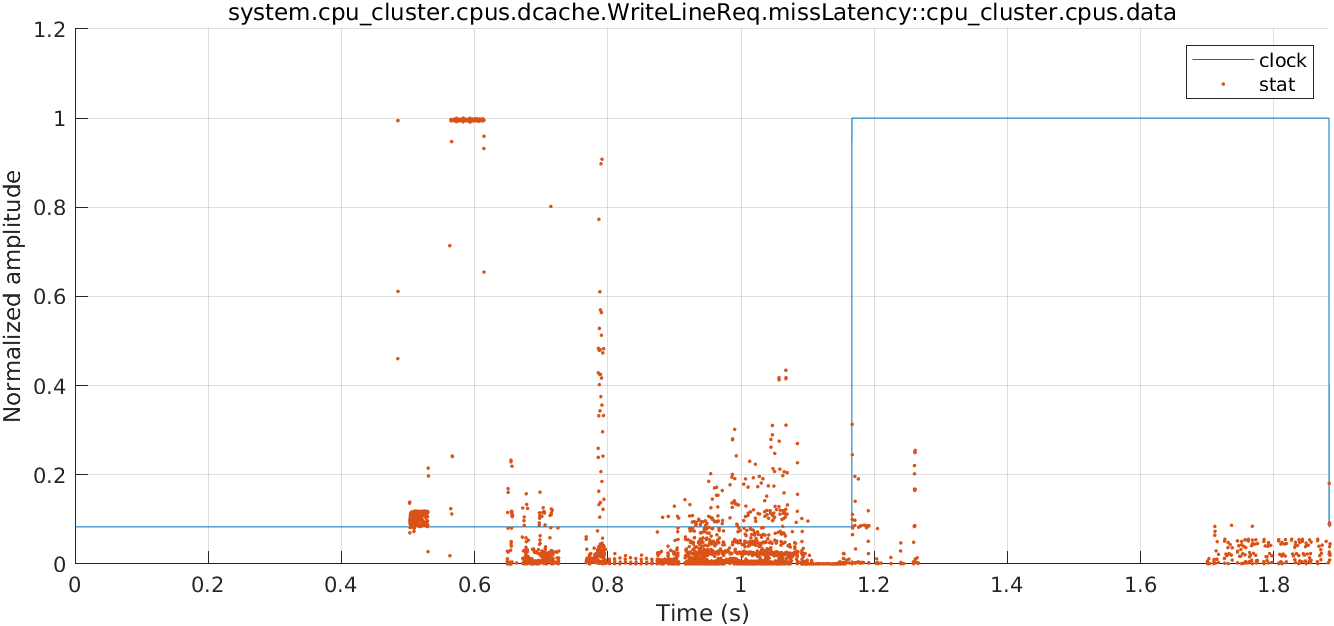 system.cpu_cluster.cpus.dcache.WriteLineReq.missLatency::cpu_cluster.cpus.data
1.2
1
0.8
0.6
0.4
0.2
0
Normalized amplitude
clock
stat
0 0.2 0.4 0.6 0.8 1 1.2 1.4 1.6 1.8
Time (s)